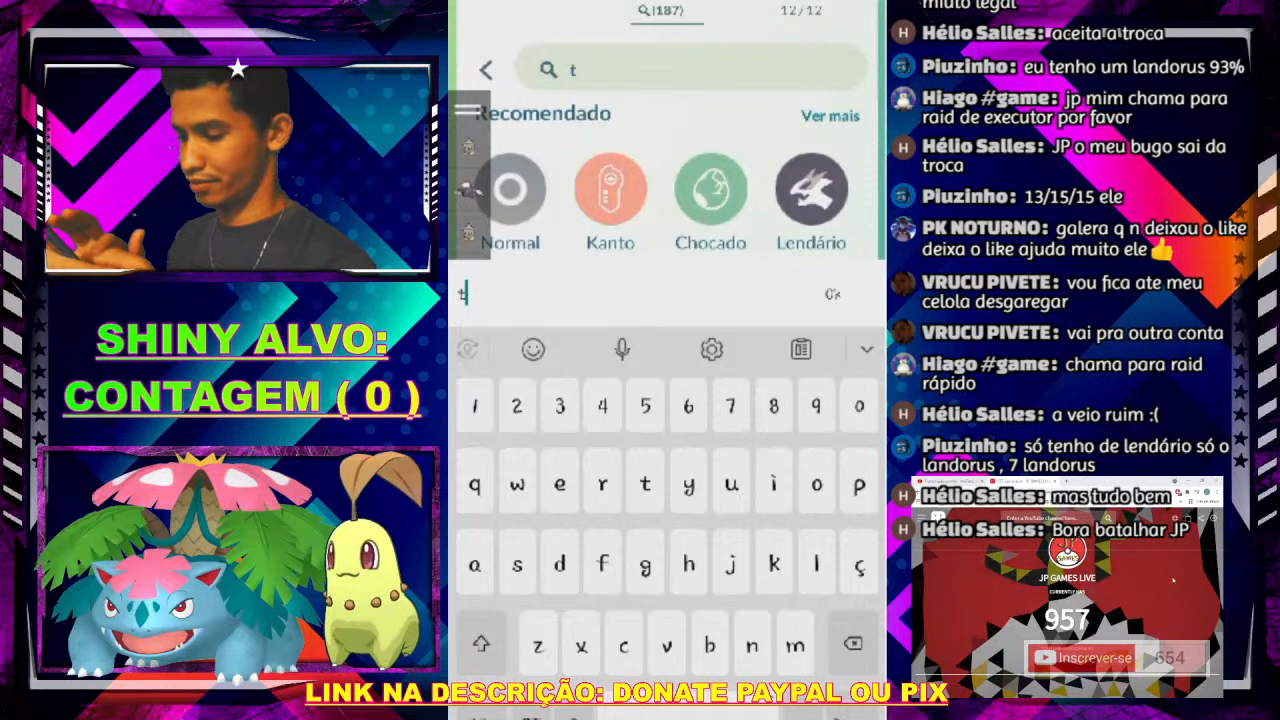 (187)
12/12
t
Recomendado
Ver mais
Normal
Kanto
Chocado
Lendário
t
Ok
1 2 3 4 5 6 7 8 9 0
q w e r t y u i o p
a s d f g h j k l ç
z x c v b n m
SHINY ALVO:
CONTAGEM ( 0 )
muito legal
H Hélio Salles: aceita a troca
Piuzinho: eu tenho um landorus 93%
Hiago #game: jp mim chama para
raid de executor por favor
H Hélio Salles: JP o meu bugo sai da
troca
Piuzinho: 13/15/15 ele
PK NOTURNO: galera q n deixou o like
deixa o like ajuda muito ele
VRUCU PIVETE: vou fica ate meu
celola desgaregar
VRUCU PIVETE: vai pra outra conta
Hiago #game: chama para raid
rápido
H Hélio Salles: a veio ruim :(
Piuzinho: só tenho de lendário só o
landorus , 7 landorus
H Hélio Salles: mas tudo bem
H Hélio Salles: Bora batalhar JP
JP
GAMES
JP GAMES LIVE
CURRENTLY HAS
957
Inscrever-se 654
LINK NA DESCRIÇÃO: DONATE PAYPAL OU PIX